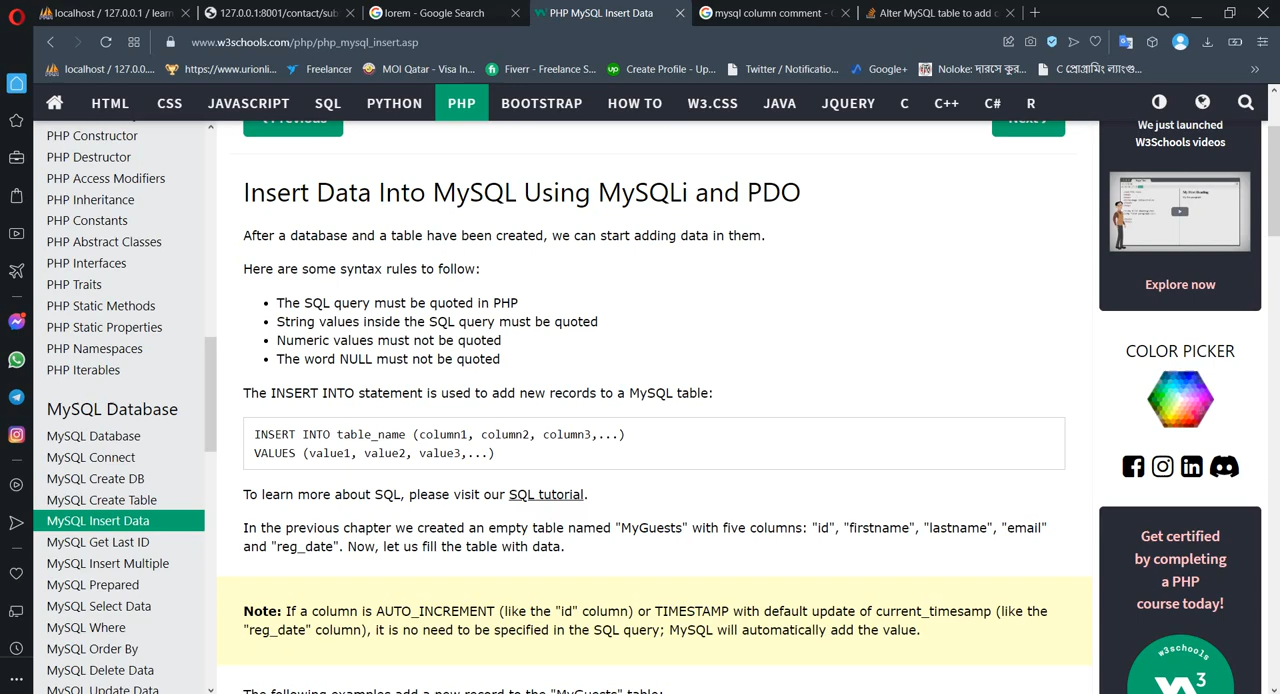 localhost / 127.0.0.1 / learn
127.0.0.1:8001/contact/sub
lorem - Google Search
PHP MySQL Insert Data
mysql column comment - G
Alter MySQL table to add c
www.w3schools.com/php/php_mysql_insert.asp
localhost / 127.0.0....
https://www.urionli...
Freelancer
MOI Qatar - Visa In...
Fiverr - Freelance S...
Create Profile - Up...
Twitter / Notificatio...
Google+
Noloke: দারসে কুর...
C প্রোগ্রামিং ল্যাংগু...
HTML
CSS
JAVASCRIPT
SQL
PYTHON
PHP
BOOTSTRAP
HOW TO
W3.CSS
JAVA
JQUERY
C
C++
C#
R
PHP Constructor
PHP Destructor
PHP Access Modifiers
PHP Inheritance
PHP Constants
PHP Abstract Classes
PHP Interfaces
PHP Traits
PHP Static Methods
PHP Static Properties
PHP Namespaces
PHP Iterables
MySQL Database
MySQL Database
MySQL Connect
MySQL Create DB
MySQL Create Table
MySQL Insert Data
MySQL Get Last ID
MySQL Insert Multiple
MySQL Prepared
MySQL Select Data
MySQL Where
MySQL Order By
MySQL Delete Data
MySQL Update Data
Previous
Next
Insert Data Into MySQL Using MySQLi and PDO
After a database and a table have been created, we can start adding data in them.
Here are some syntax rules to follow:
• The SQL query must be quoted in PHP
• String values inside the SQL query must be quoted
• Numeric values must not be quoted
• The word NULL must not be quoted
The INSERT INTO statement is used to add new records to a MySQL table:
INSERT INTO table_name (column1, column2, column3,...)
VALUES (value1, value2, value3,...)
To learn more about SQL, please visit our SQL tutorial.
In the previous chapter we created an empty table named "MyGuests" with five columns: "id", "firstname", "lastname", "email"
and "reg_date". Now, let us fill the table with data.
Note: If a column is AUTO_INCREMENT (like the "id" column) or TIMESTAMP with default update of current_timesamp (like the
"reg_date" column), it is no need to be specified in the SQL query; MySQL will automatically add the value.
The following examples add a new record to the "MyGuests" table:
We just launched
W3Schools videos
Explore now
COLOR PICKER
Get certified
by completing
a PHP
course today!
w3schools
3